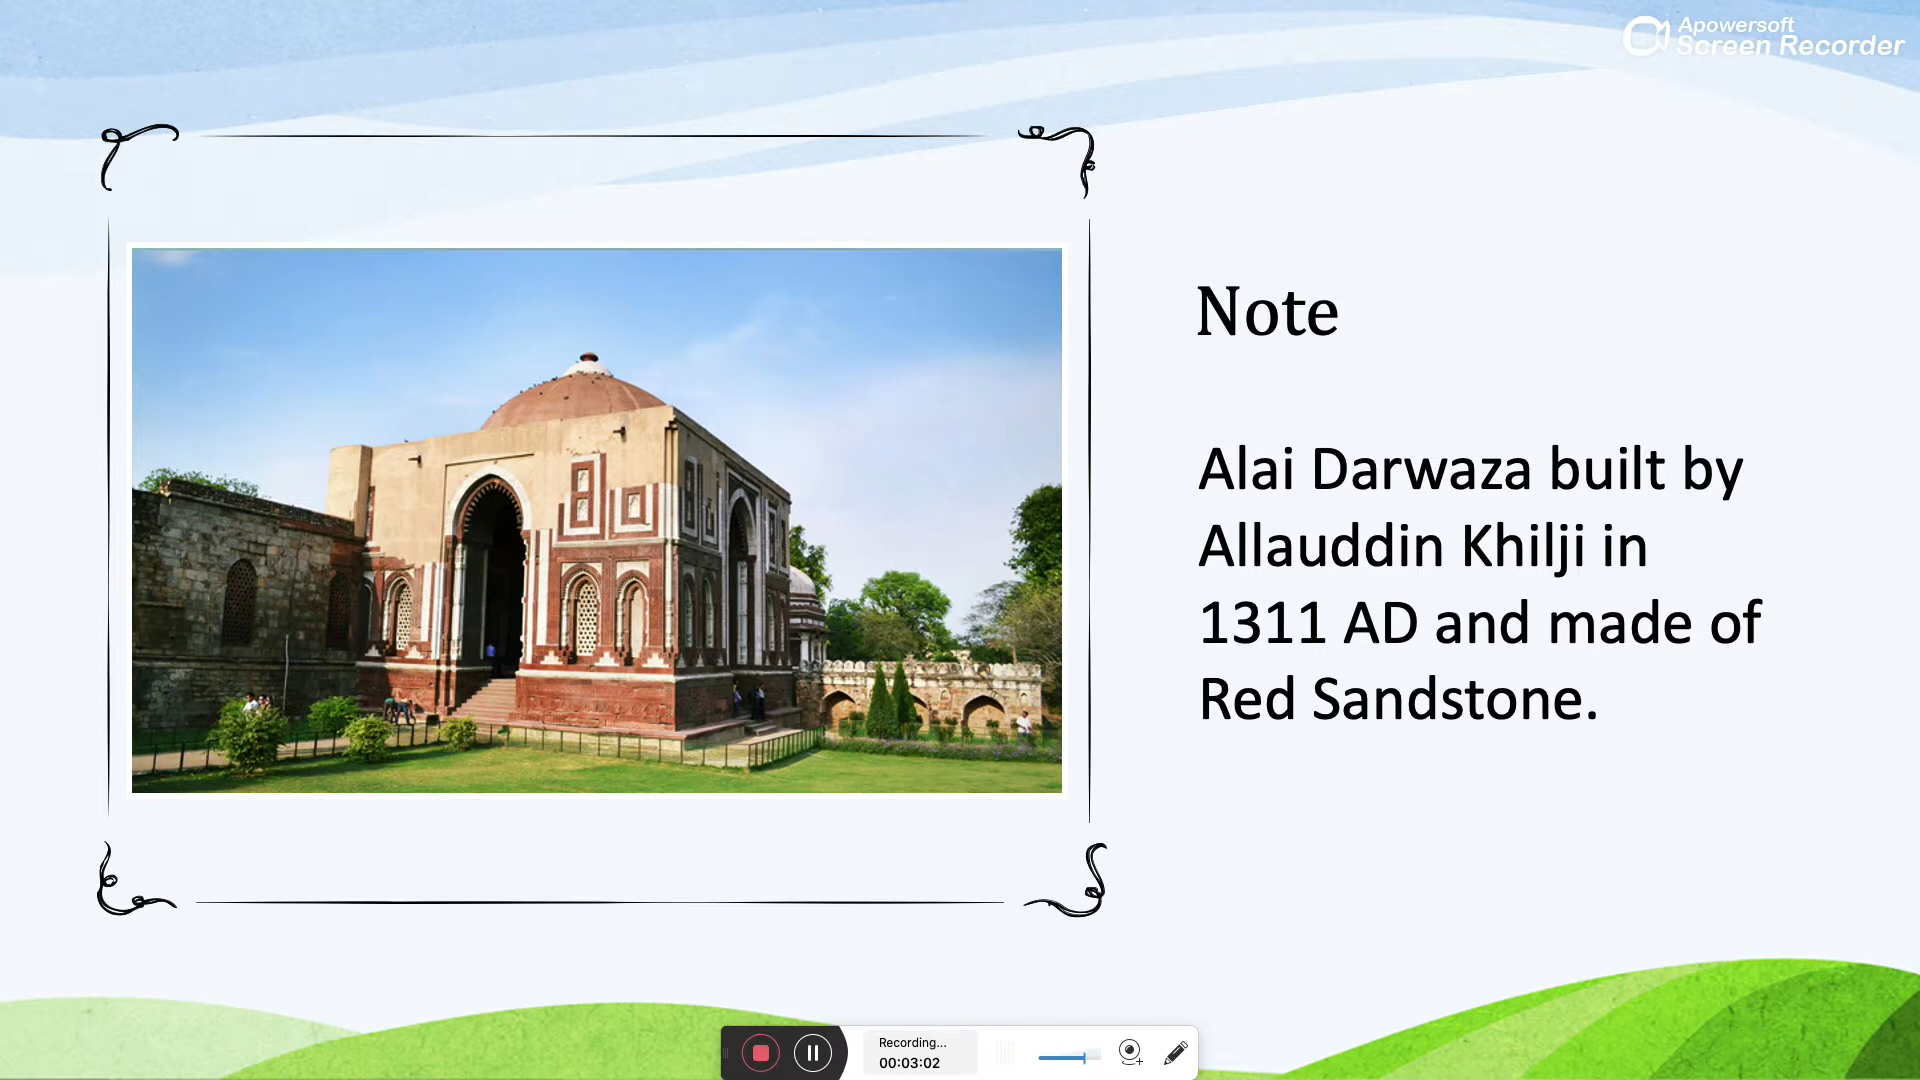 Apowersoft
Screen Recorder
Note
Alai Darwaza built by
Allauddin Khilji in
1311 AD and made of
Red Sandstone.
Recording...
00:03:02